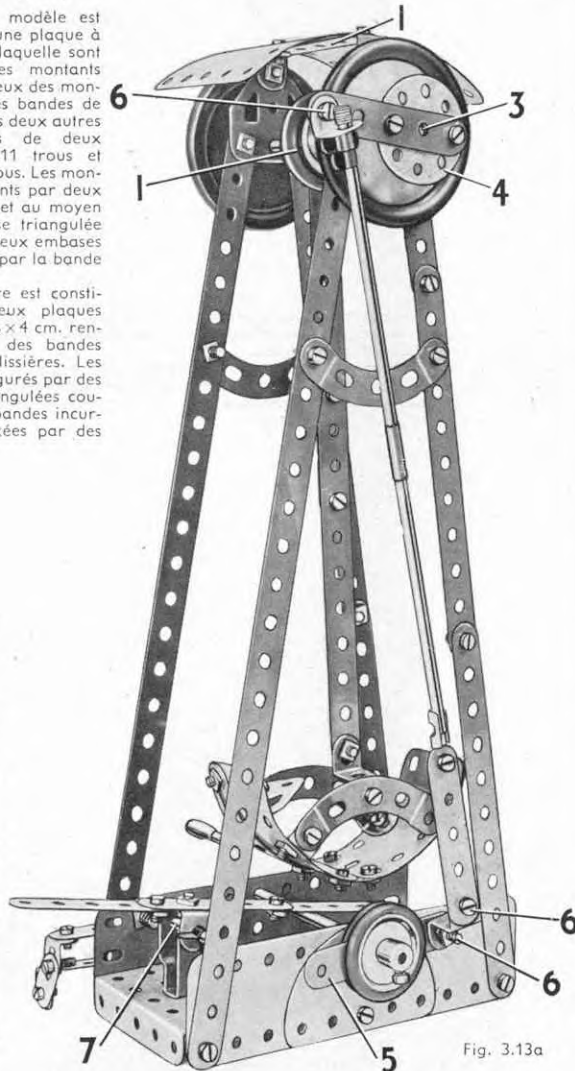 modèle est
une plaque à
laquelle sont
es montants
eux des mon-
es bandes de
s deux autres
s de deux
11 trous et
ous. Les mon-
nts par deux
et au moyen
se triangulée
eux embases
par la bande
re est consti-
eux plaques
× 4 cm. ren-
des bandes
lissières. Les
gurés par des
ngulées cou-
bandes incur-
tées par des
1
6
3
1
4
6
6
7
5
Fig. 3.13a